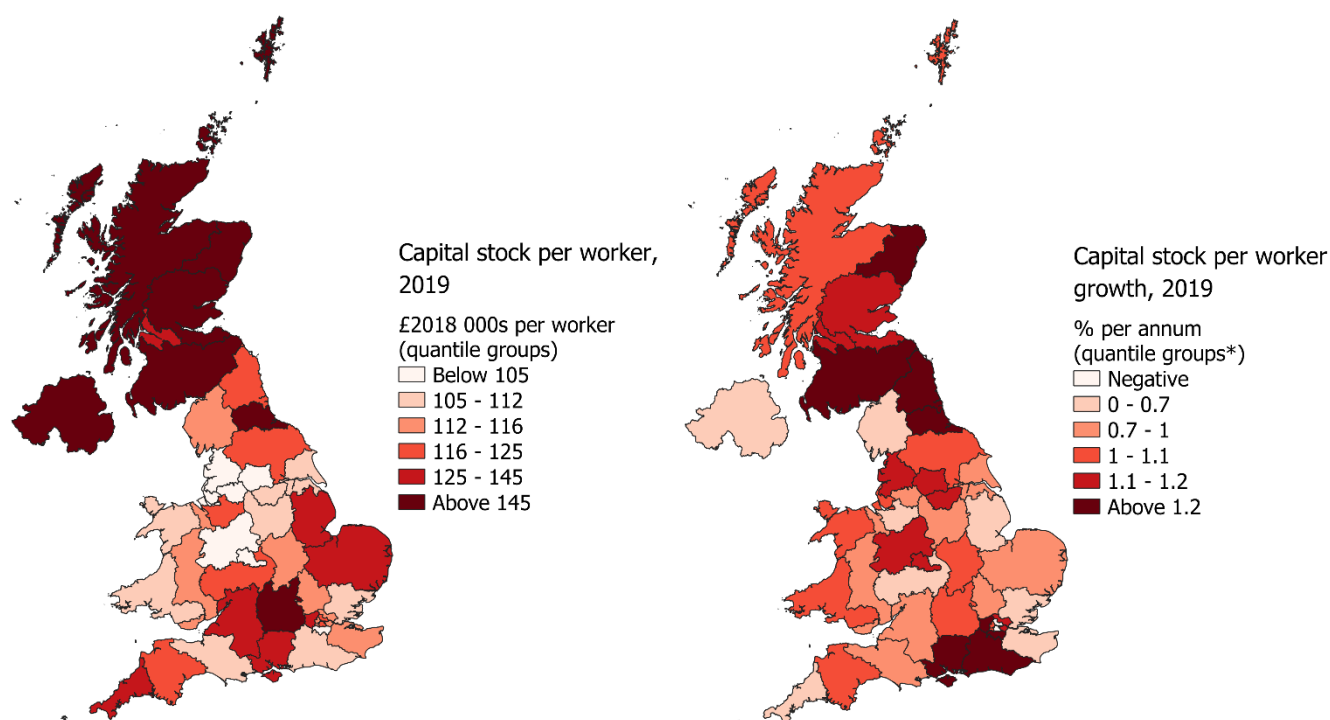 Capital stock per worker,
2019
£2018 000s per worker
(quantile groups)
Below 105
105 - 112
112 - 116
116 - 125
125 - 145
Above 145
Capital stock per worker
growth, 2019
% per annum
(quantile groups*)
Negative
0 - 0.7
0.7 - 1
1 - 1.1
1.1 - 1.2
Above 1.2